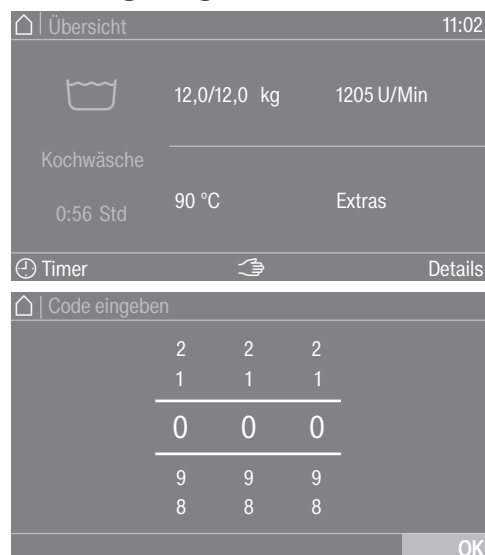 Übersicht 11:02
12,0/12,0 kg 1205 U/Min
Kochwäsche
90 °C Extras
0:56 Std
Timer Details
Code eingeben
2 2 2
1 1 1
0 0 0
9 9 9
8 8 8
OK